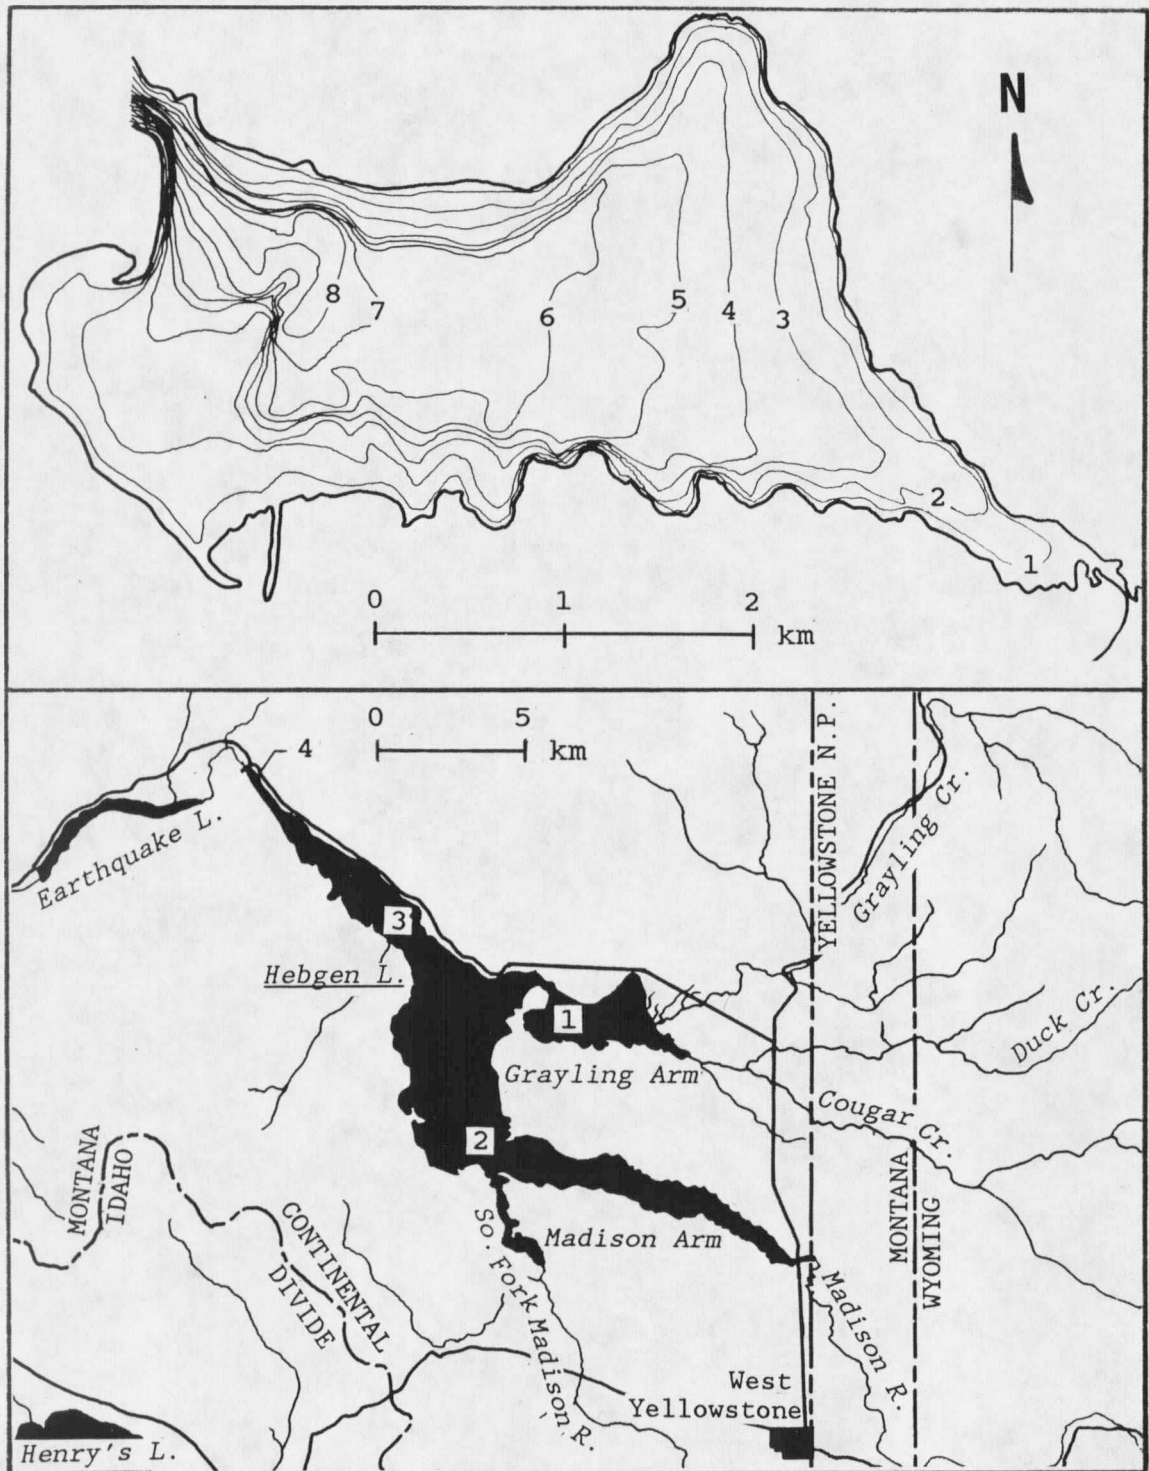 N
8
7
6
5
4
3
2
1
0 1 2
km
0 5
km
4
YELLOWSTONE N.P.
Grayling Cr.
Earthquake L.
3
Hebgen L.
1
Duck Cr.
Grayling Arm
Cougar Cr.
2
MONTANA
IDAHO
MONTANA
WYOMING
CONTINENTAL
DIVIDE
So. Fork Madison R.
Madison Arm
Madison R.
West
Yellowstone
Henry's L.